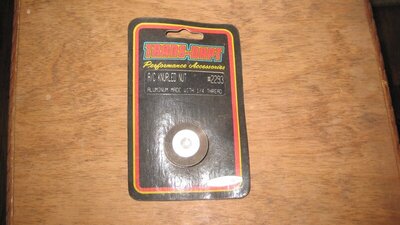 TRANS-DAPT
Performance Accessories
A/C KNURLED NUT #2293
ALUMINUM MADE WITH 1/4 THREAD